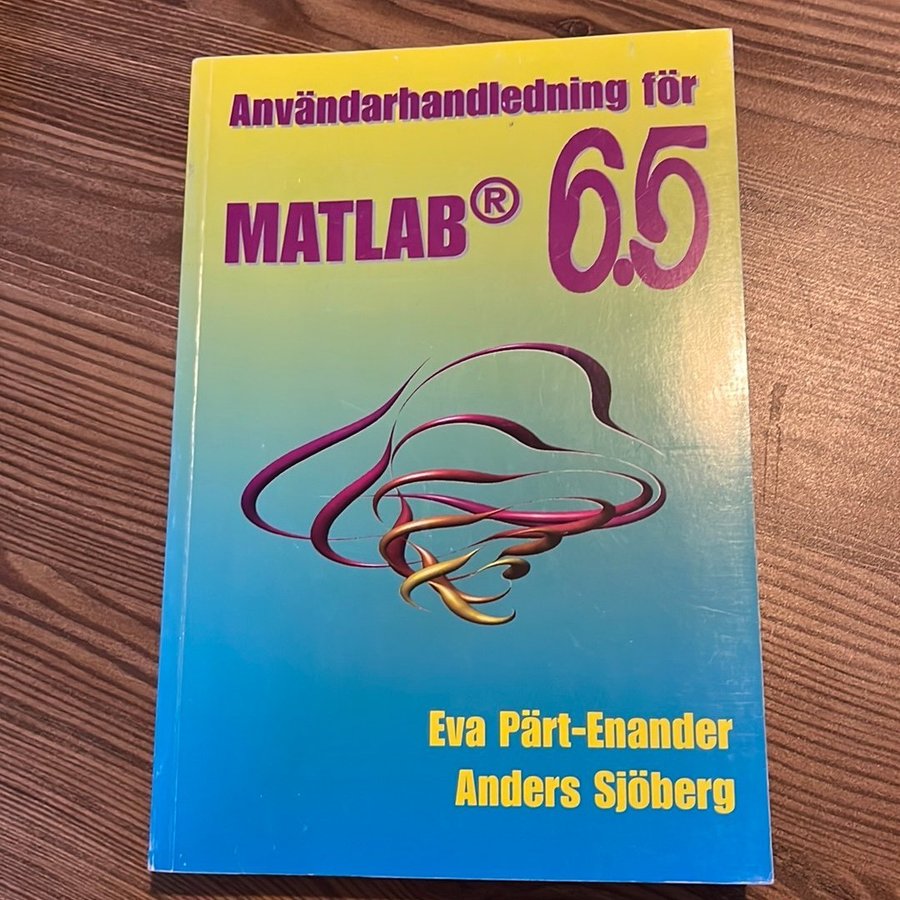 Användarhandledning för
MATLAB® 6.5
Eva Pärt-Enander
Anders Sjöberg